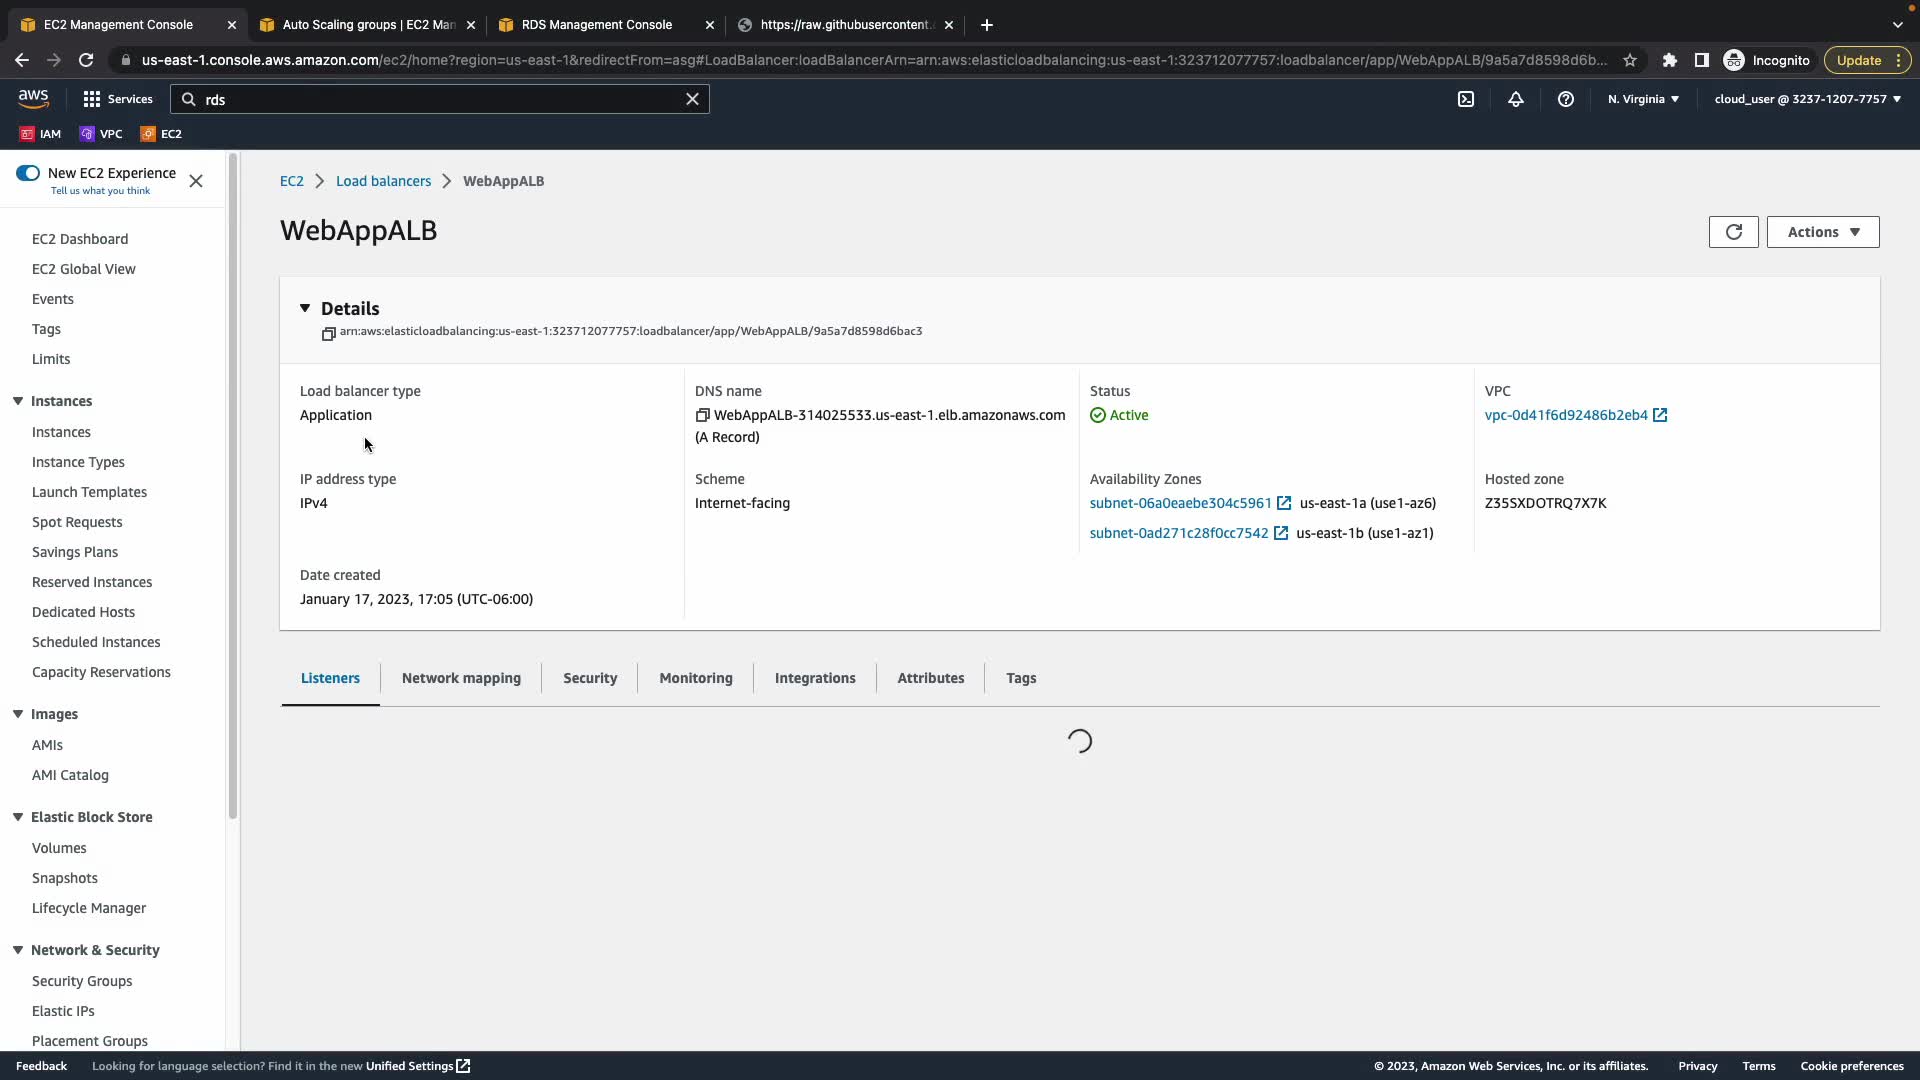 EC2 Management Console
Auto Scaling groups | EC2 Man
RDS Management Console
https://raw.githubusercontent.
us-east-1.console.aws.amazon.com/ec2/home?region=us-east-1&redirectFrom=asg#LoadBalancer:loadBalancerArn=arn:aws:elasticloadbalancing:us-east-1:323712077757:loadbalancer/app/WebAppALB/9a5a7d8598d6b...
Incognito
Update
aws
Services
rds
N. Virginia
cloud_user @ 3237-1207-7757
IAM
VPC
EC2
New EC2 Experience
Tell us what you think
EC2 Dashboard
EC2 Global View
Events
Tags
Limits
Instances
Instances
Instance Types
Launch Templates
Spot Requests
Savings Plans
Reserved Instances
Dedicated Hosts
Scheduled Instances
Capacity Reservations
Images
AMIs
AMI Catalog
Elastic Block Store
Volumes
Snapshots
Lifecycle Manager
Network & Security
Security Groups
Elastic IPs
Placement Groups
EC2 > Load balancers > WebAppALB
WebAppALB
Actions
Details
arn:aws:elasticloadbalancing:us-east-1:323712077757:loadbalancer/app/WebAppALB/9a5a7d8598d6bac3
Load balancer type
Application
DNS name
WebAppALB-314025533.us-east-1.elb.amazonaws.com
(A Record)
Status
Active
VPC
vpc-0d41f6d92486b2eb4
IP address type
IPv4
Scheme
Internet-facing
Availability Zones
subnet-06a0eaebe304c5961 us-east-1a (use1-az6)
subnet-0ad271c28f0cc7542 us-east-1b (use1-az1)
Hosted zone
Z35SXDOTRQ7X7K
Date created
January 17, 2023, 17:05 (UTC-06:00)
Listeners
Network mapping
Security
Monitoring
Integrations
Attributes
Tags
Feedback
Looking for language selection? Find it in the new Unified Settings
© 2023, Amazon Web Services, Inc. or its affiliates.
Privacy
Terms
Cookie preferences